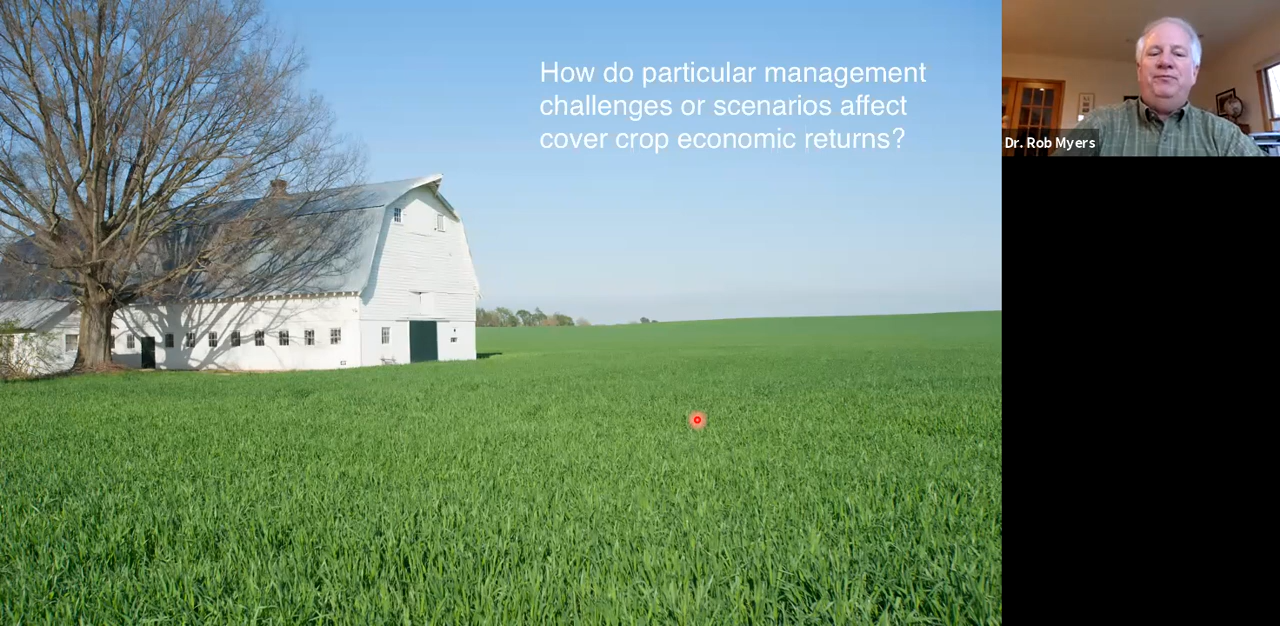 How do particular management
challenges or scenarios affect
cover crop economic returns?
Dr. Rob Myers